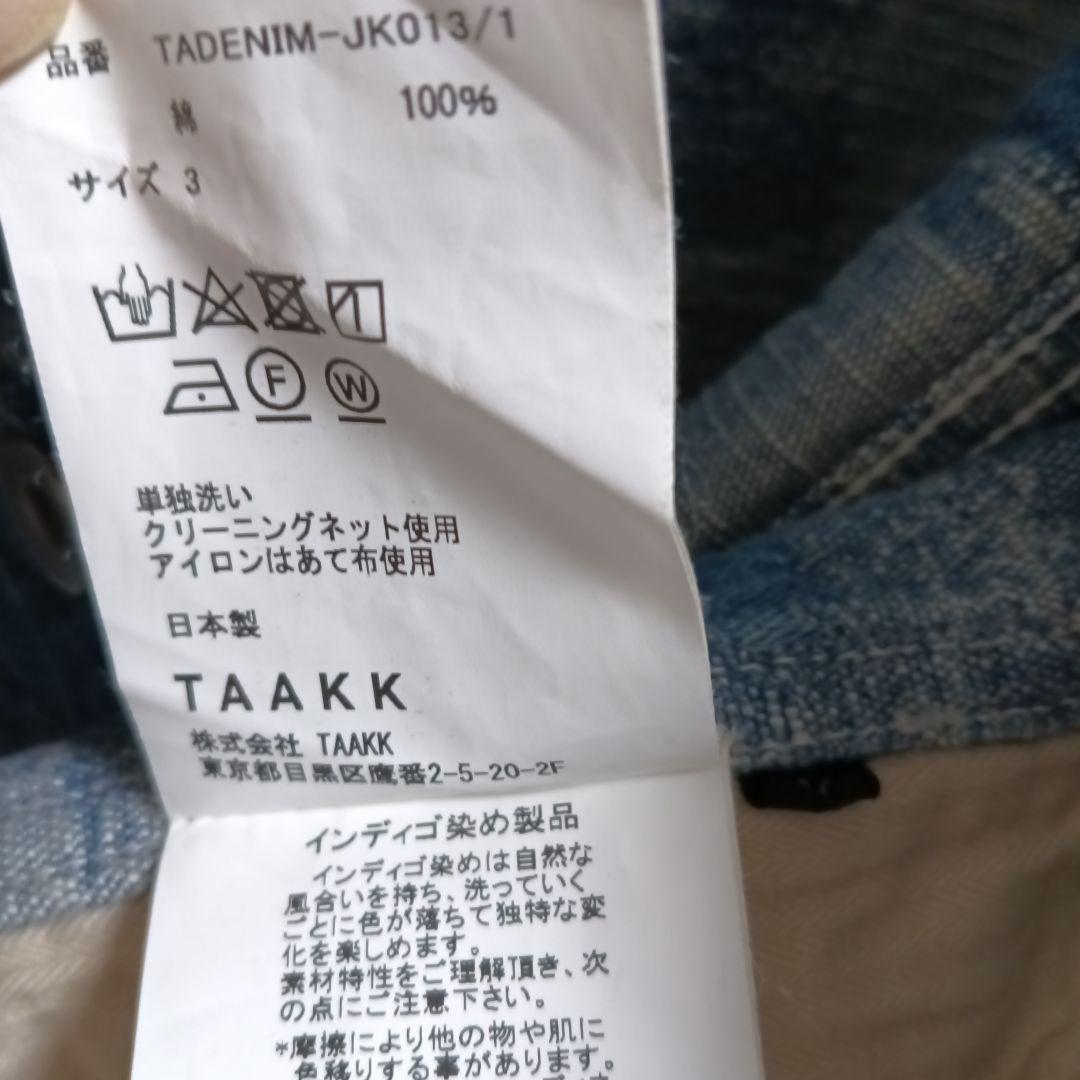 品番 TADENIM-JK013/1
綿 100%
サイズ 3
F W
単独洗い
クリーニングネット使用
アイロンはあて布使用
日本製
TAAKK
株式会社 TAAKK
東京都目黒区鷹番2-5-20-2F
インディゴ染め製品
インディゴ染めは自然な
風合いを持ち、洗っていく
ごとに色が落ちて独特な変
化を楽しめます。
素材特性をご理解頂き、次
の点にご注意下さい。
*摩擦により他の物や肌に
色移りする事があります。